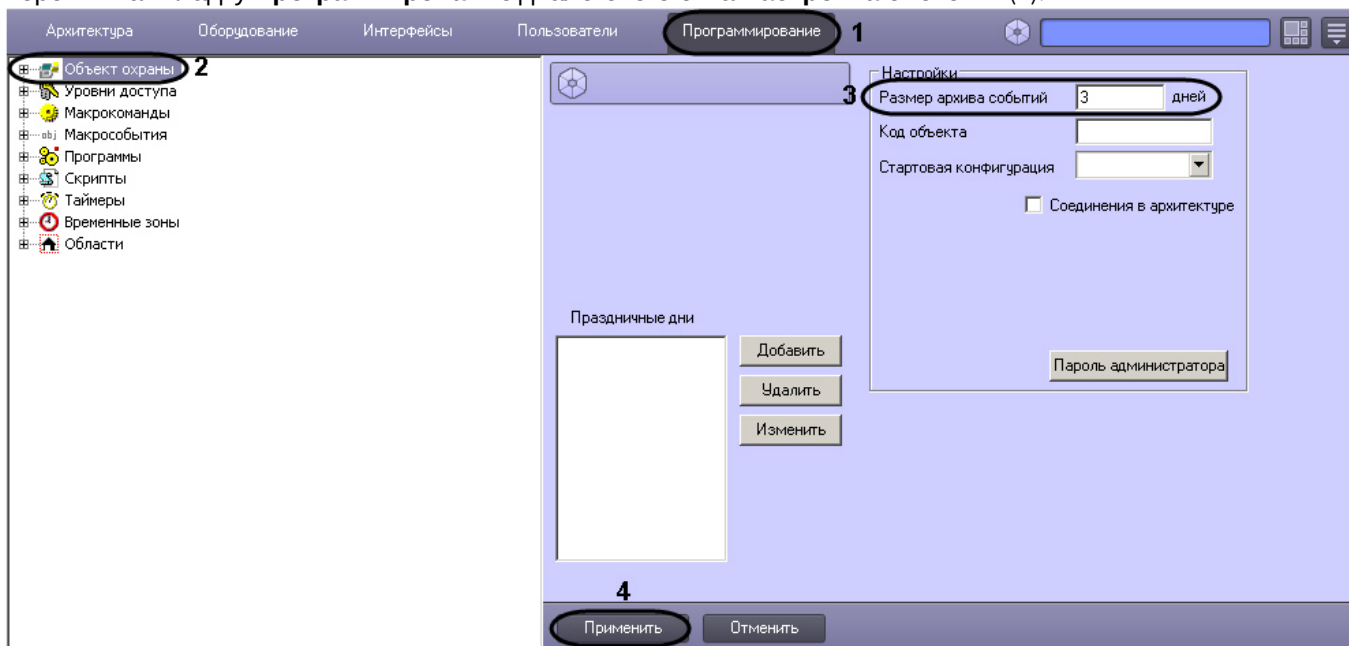 Архитектура Оборудование Интерфейсы Пользователи Программирование 1
Объект охраны 2
Уровни доступа
Макрокоманды
obj Макрособытия
Программы
Скрипты
Таймеры
Временные зоны
Области
Настройки
3 Размер архива событий 3 дней
Код объекта
Стартовая конфигурация
Соединения в архитектуре
Пароль администратора
Праздничные дни
Добавить
Удалить
Изменить
4
Применить Отменить